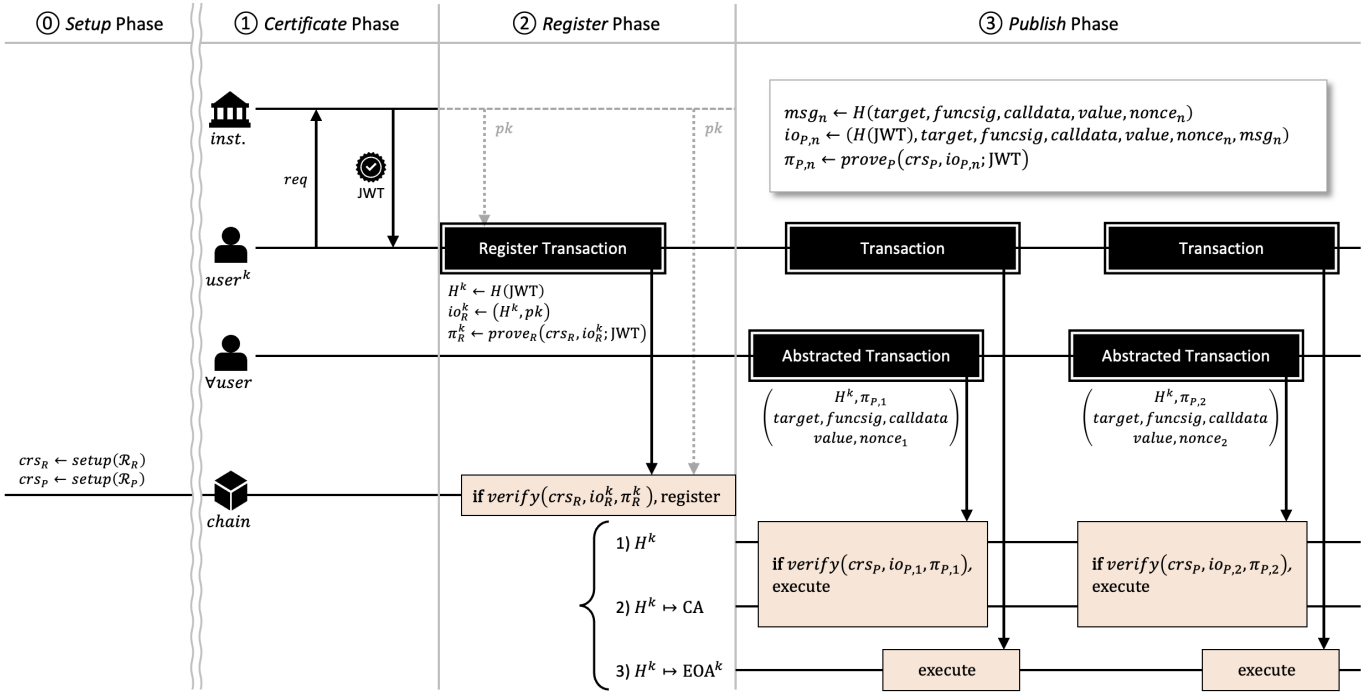 ⓪ Setup Phase
① Certificate Phase
② Register Phase
③ Publish Phase
inst.
req
JWT
pk
pk
msgₙ ← H(target, funcsig, calldata, value, nonceₙ)
io_{P,n} ← (H(JWT), target, funcsig, calldata, value, nonceₙ, msgₙ)
π_{P,n} ← prove_P(crs_P, io_{P,n}; JWT)
user^k
Register Transaction
Transaction
Transaction
H^k ← H(JWT)
io_R^k ← (H^k, pk)
π_R^k ← prove_R(crs_R, io_R^k; JWT)
∀user
Abstracted Transaction
Abstracted Transaction
H^k, π_{P,1}
target, funcsig, calldata
value, nonce₁
H^k, π_{P,2}
target, funcsig, calldata
value, nonce₂
crs_R ← setup(ℛ_R)
crs_P ← setup(ℛ_P)
chain
if verify(crs_R, io_R^k, π_R^k), register
1) H^k
2) H^k ↦ CA
3) H^k ↦ EOA^k
if verify(crs_P, io_{P,1}, π_{P,1}),
execute
if verify(crs_P, io_{P,2}, π_{P,2}),
execute
execute
execute